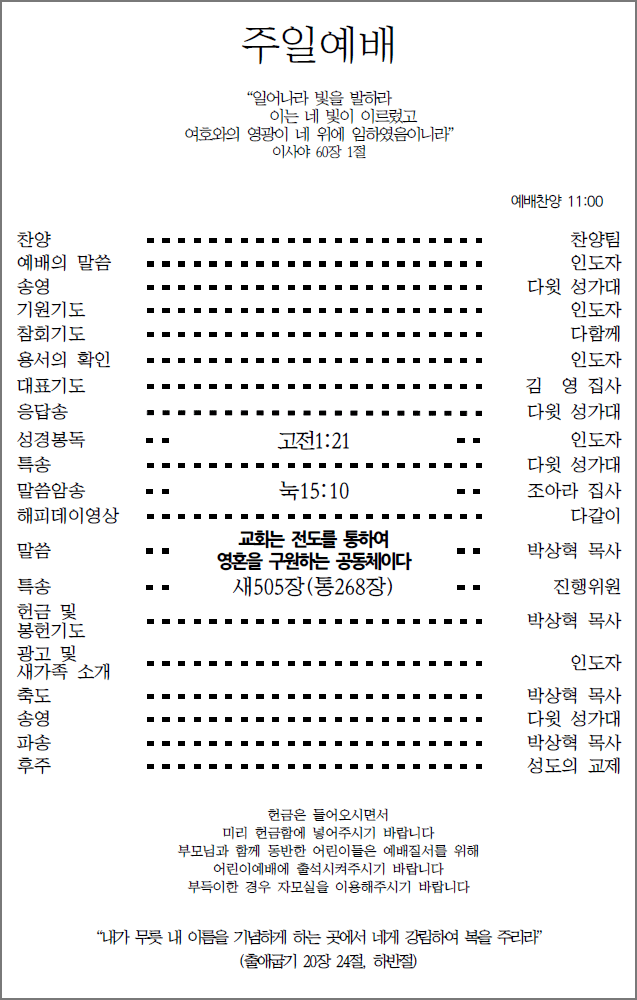 주일예배
“일어나라 빛을 발하라
이는 네 빛이 이르렀고
여호와의 영광이 네 위에 임하였음이니라”
이사야 60장 1절
예배찬양 11:00
찬양 찬양팀
예배의 말씀 인도자
송영 다윗 성가대
기원기도 인도자
참회기도 다함께
용서의 확인 인도자
대표기도 김 영 집사
응답송 다윗 성가대
성경봉독 고전1:21 인도자
특송 다윗 성가대
말씀암송 눅15:10 조아라 집사
해피데이영상 다같이
말씀 교회는 전도를 통하여
영혼을 구원하는 공동체이다 박상혁 목사
특송 새505장(통268장) 진행위원
헌금 및
봉헌기도 박상혁 목사
광고 및
새가족 소개 인도자
축도 박상혁 목사
송영 다윗 성가대
파송 박상혁 목사
후주 성도의 교제
헌금은 들어오시면서
미리 헌금함에 넣어주시기 바랍니다
부모님과 함께 동반한 어린이들은 예배질서를 위해
어린이예배에 출석시켜주시기 바랍니다
부득이한 경우 자모실을 이용해주시기 바랍니다
“내가 무릇 내 이름을 기념하게 하는 곳에서 네게 강림하여 복을 주리라”
(출애굽기 20장 24절, 하반절)